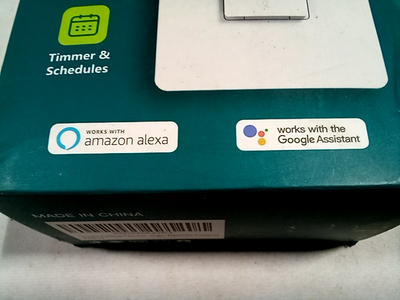 Timmer &
Schedules
WORKS WITH
amazon alexa
works with the
Google Assistant
MADE IN CHINA